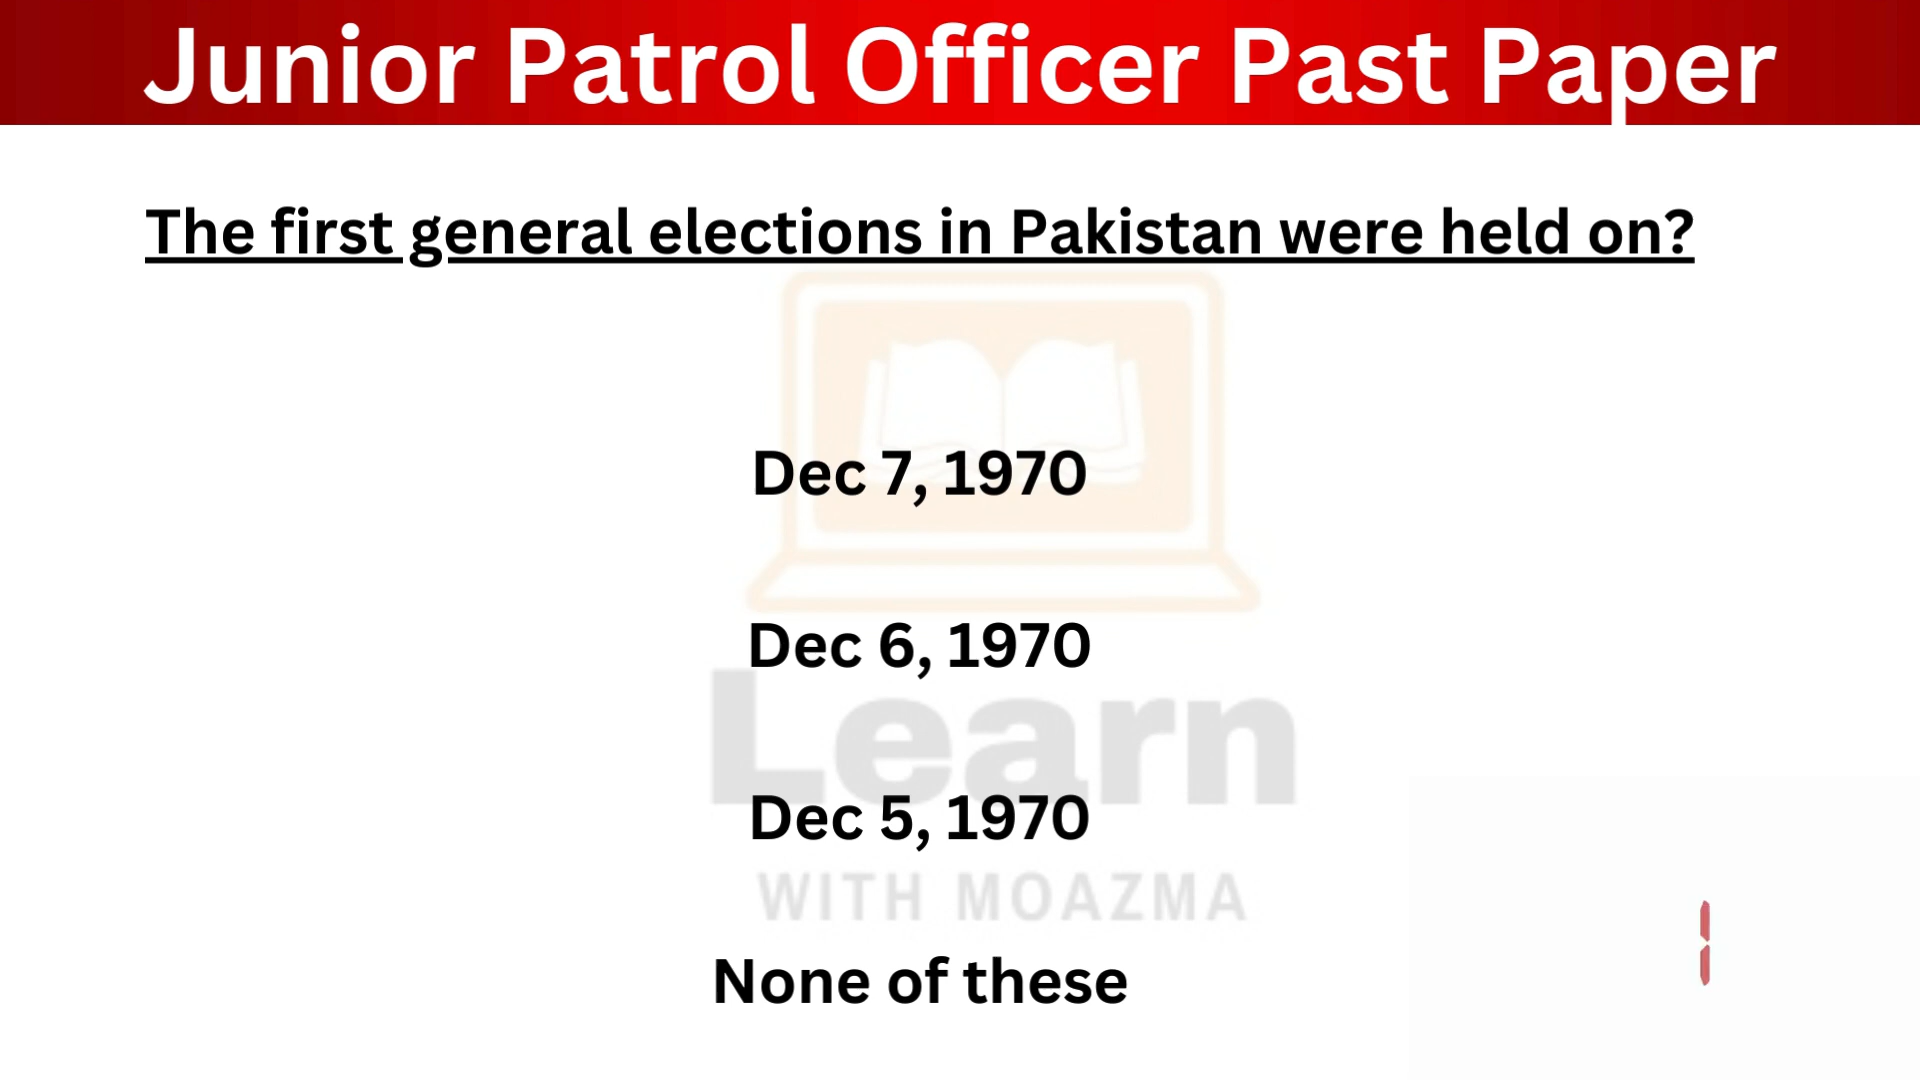 Junior Patrol Officer Past Paper
The first general elections in Pakistan were held on?
Dec 7, 1970
Dec 6, 1970
Learn
Dec 5, 1970
WITH MOAZMA
None of these
1